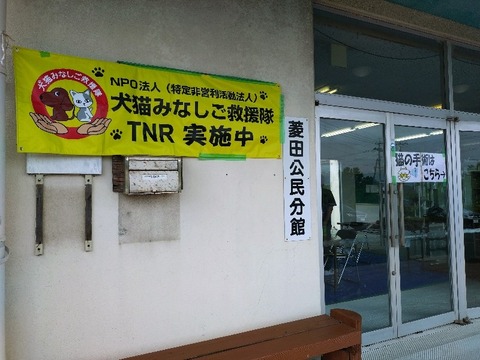 犬猫みなしご救援隊
NPO法人(特定非営利活動法人)
犬猫みなしご救援隊
TNR 実施中
菱田公民分館
猫の手術は
こちら→